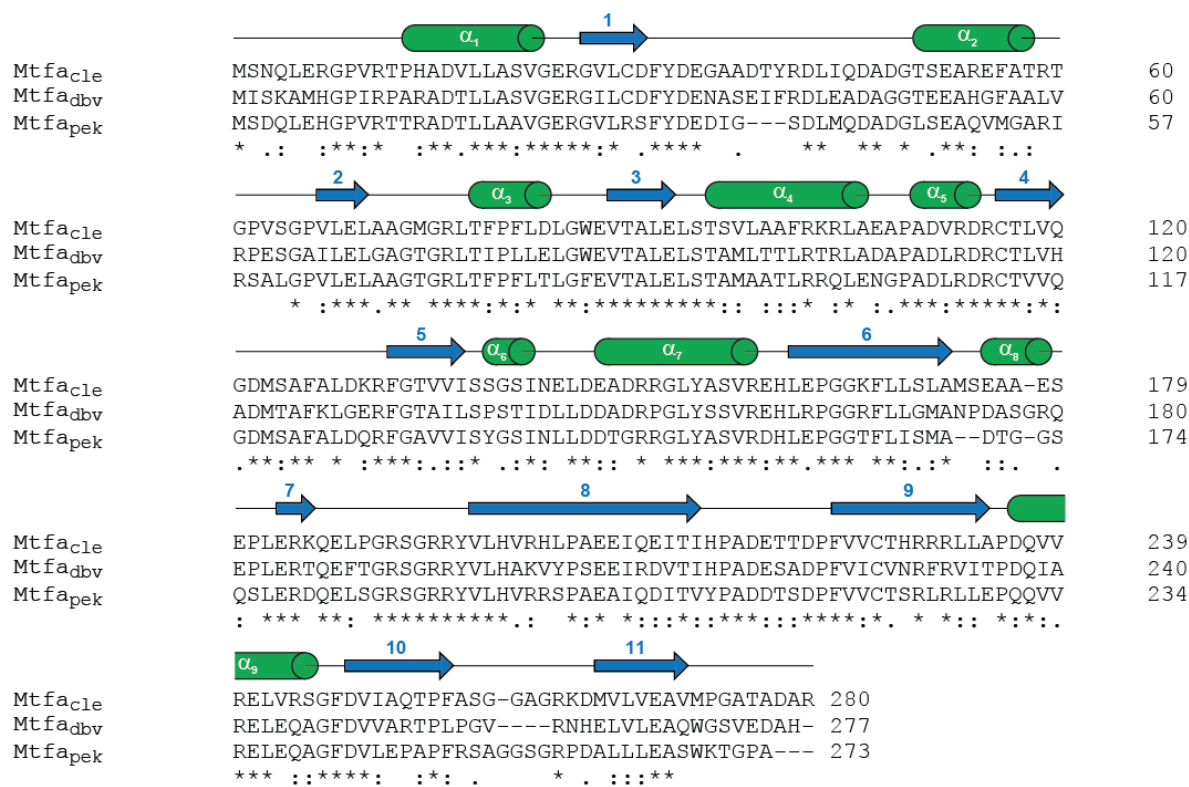 α1 1 α2
Mtfacle MSNQLERGPVRTPHADVLLASVGERGVLCDFYDEGAADTYRDLIQDADGTSEAREFATRT 60
Mtfadbv MISKAMHGPIRPARADTLLASVGERGILCDFYDENASEIFRDLEADAGGTEEAHGFAALV 60
Mtfapek MSDQLEHGPVRTTRADTLLAAVGERGVLRSFYDEDIG---SDLMQDADGLSEAQVMGARI 57
* .:  :**:*  :**.***:*****:* .****  .    **  **.* .**: :.:
2 α3 3 α4 α5 4
Mtfacle GPVSGPVLELAAGMGRLTFPFLDLGWEVTALELSTSVLAAFRKRLAEAPADVRDRCTLVQ 120
Mtfadbv RPESGAILELGAGTGRLTIPLLELGWEVTALELSTAMLTTLRTRLADAPADLRDRCTLVH 120
Mtfapek RSALGPVLELAAGTGRLTFPFLTLGFEVTALELSTAMAATLRRQLENGPADLRDRCTVVQ 117
*  :***.** ****:*:* **:*********:: ::* :* :.***:*****:*:
5 α6 α7 6 α8
Mtfacle GDMSAFALDKRFGTVVISSGSINELDEADRRGLYASVREHLEPGGKFLLSLAMSEAA-ES 179
Mtfadbv ADMTAFKLGERFGTAILSPSTIDLLDDADRPGLYSSVREHLRPGGRFLLGMANPDASGRQ 180
Mtfapek GDMSAFALDQRFGAVVISYGSINLLDDTGRRGLYASVRDHLEPGGTFLISMA--DTG-GS 174
.**:** * :***:.::* .:*: **:: * ***:***:**.*** **:.:*  ::.  .
7 8 9
Mtfacle EPLERKQELPGRSGRRYVLHVRHLPAEEIQEITIHPADETTDPFVVCTHRRRLLAPDQVV 239
Mtfadbv EPLERTQEFTGRSGRRYVLHAKVYPSEEIRDVTIHPADESADPFVICVNRFRVITPDQIA 240
Mtfapek QSLERDQELSGRSGRRYVLHVRRSPAEAIQDITVYPADDTSDPFVVCTSRLRLLEPQQVV 234
: *** **: **********.:  *:* *:::*::***:::****:*. * *:: *:*:.
α9 10 11
Mtfacle RELVRSGFDVIAQTPFASG-GAGRKDMVLVEAVMPGATADAR 280
Mtfadbv RELEQAGFDVVARTPLPGV----RNHELVLEAQWGSVEDAH- 277
Mtfapek RELEQAGFDVLEPAPFRSAGGSGRPDALLLEASWKTGPA--- 273
***  ::****:  :*: .      * . :::**